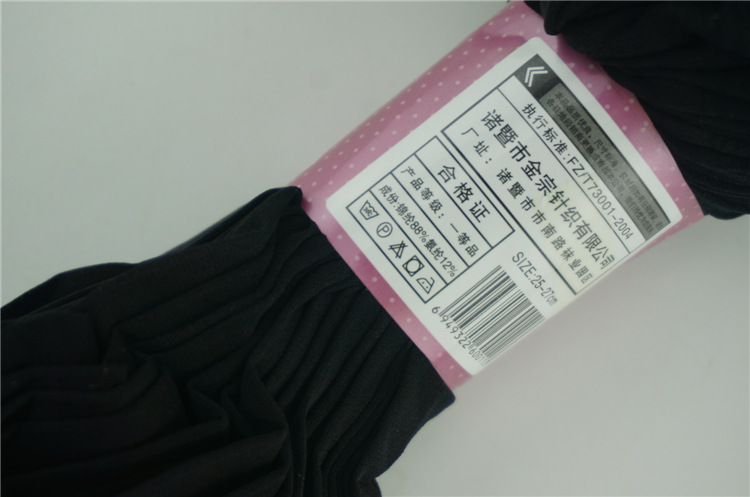 执行标准:FZ/T73001-2004
诸暨市金宗针织有限公司
厂址: 诸暨市市南路袜业园区
合格证
产品等级: 一等品
成份:锦纶88%氨纶12%
SIZE:25-27cm
6 949322